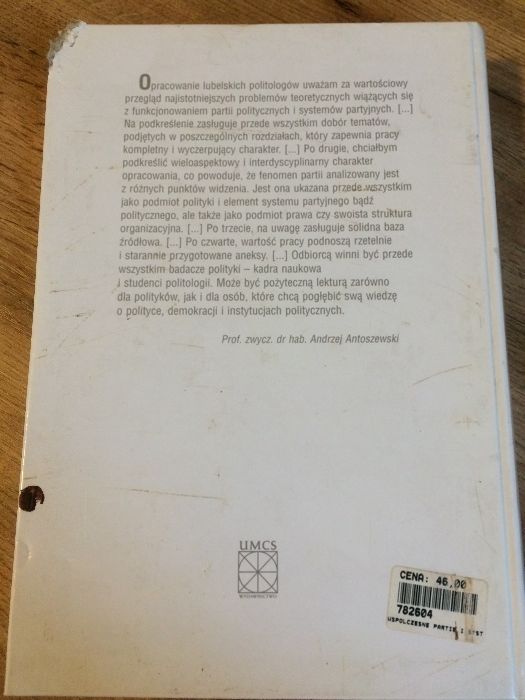 Opracowanie lubelskich politologów uważam za wartościowy
przegląd najistotniejszych problemów teoretycznych wiążących się
z funkcjonowaniem partii politycznych i systemów partyjnych. [...]
Na podkreślenie zasługuje przede wszystkim dobór tematów,
podjętych w poszczególnych rozdziałach, który zapewnia pracy
kompletny i wyczerpujący charakter. [...] Po drugie, chciałbym
podkreślić wieloaspektowy i interdyscyplinarny charakter
opracowania, co powoduje, że fenomen partii analizowany jest
z różnych punktów widzenia. Jest ona ukazana przede wszystkim
jako podmiot polityki i element systemu partyjnego bądź
politycznego, ale także jako podmiot prawa czy swoista struktura
organizacyjna. [...] Po trzecie, na uwagę zasługuje solidna baza
źródłowa. [...] Po czwarte, wartość pracy podnoszą rzetelnie
i starannie przygotowane aneksy. [...] Odbiorcą winni być przede
wszystkim badacze polityki – kadra naukowa
i studenci politologii. Może być pożyteczną lekturą zarówno
dla polityków, jak i dla osób, które chcą pogłębić swą wiedzę
o polityce, demokracji i instytucjach politycznych.
Prof. zwycz. dr hab. Andrzej Antoszewski
UMCS
WYDAWNICTWO
CENA: 46,00
782604
WSPOLCZESNE PARTIE I SYST